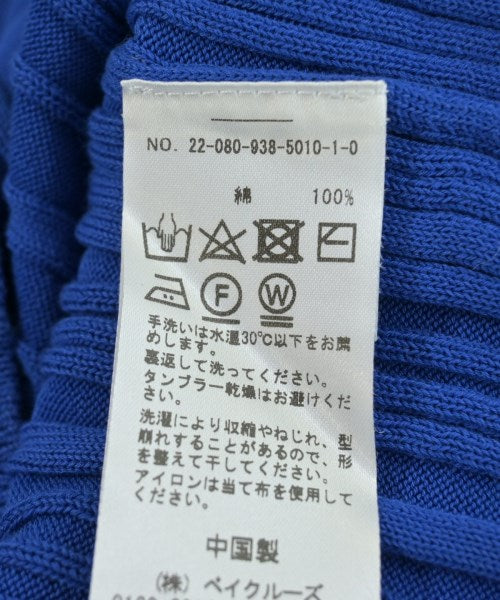 NO. 22-080-938-5010-1-0
綿 100%
F W
手洗いは水温30℃以下をお薦
めします。
裏返して洗ってください。
タンブラー乾燥はお避けくだ
さい。
洗濯により収縮やねじれ、型
崩れすることがあるので、形
を整えて干してください。
アイロンは当て布を使用して
ください。
中国製
(株) ベイクルーズ